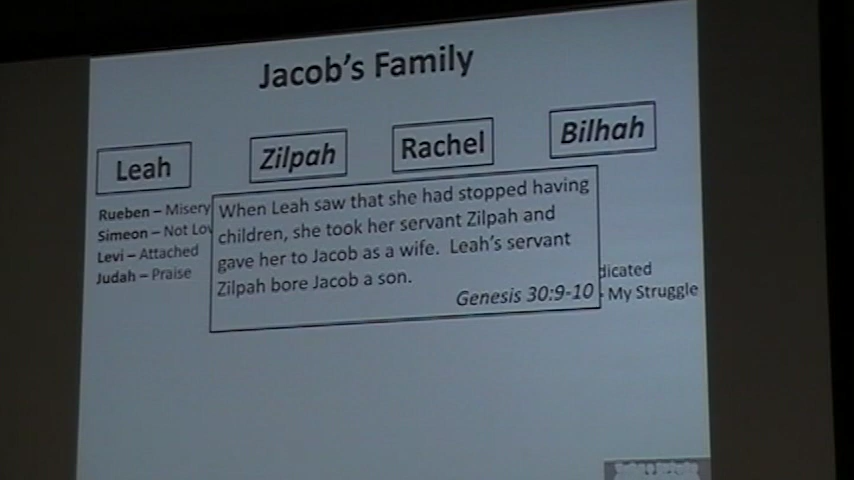 Jacob's Family
Leah
Zilpah
Rachel
Bilhah
Rueben – Misery
Simeon – Not Lov
Levi – Attached
Judah – Praise
When Leah saw that she had stopped having
children, she took her servant Zilpah and
gave her to Jacob as a wife. Leah's servant
Zilpah bore Jacob a son.
Genesis 30:9-10
dicated
- My Struggle